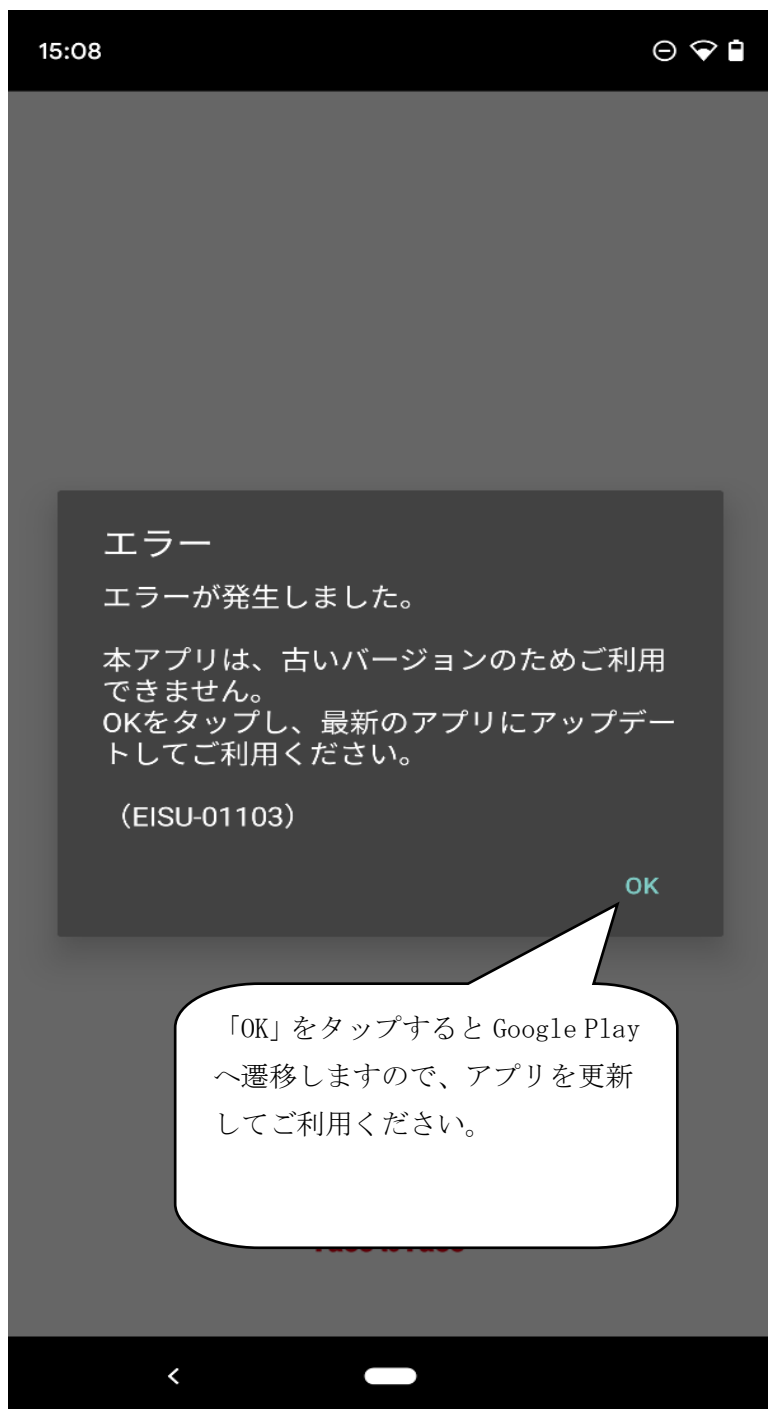 15:08
エラー
エラーが発生しました。
本アプリは、古いバージョンのためご利用
できません。
OKをタップし、最新のアプリにアップデー
トしてご利用ください。
（EISU-01103）
OK
「OK」をタップすると Google Play
へ遷移しますので、アプリを更新
してご利用ください。